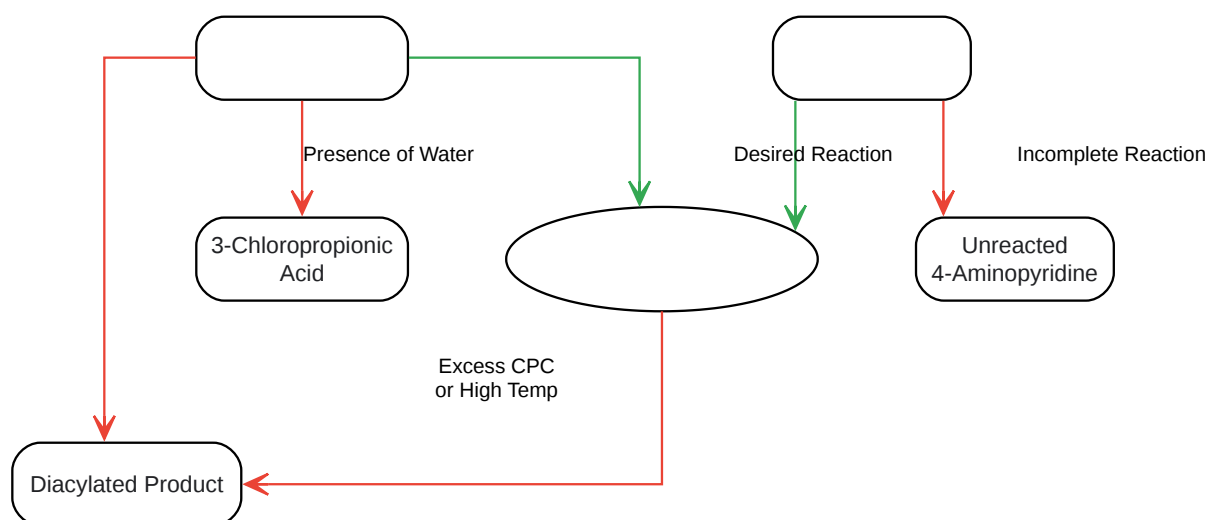 Presence of Water
Desired Reaction
Incomplete Reaction
3-Chloropropionic
Acid
Unreacted
4-Aminopyridine
Excess CPC
or High Temp
Diacylated Product